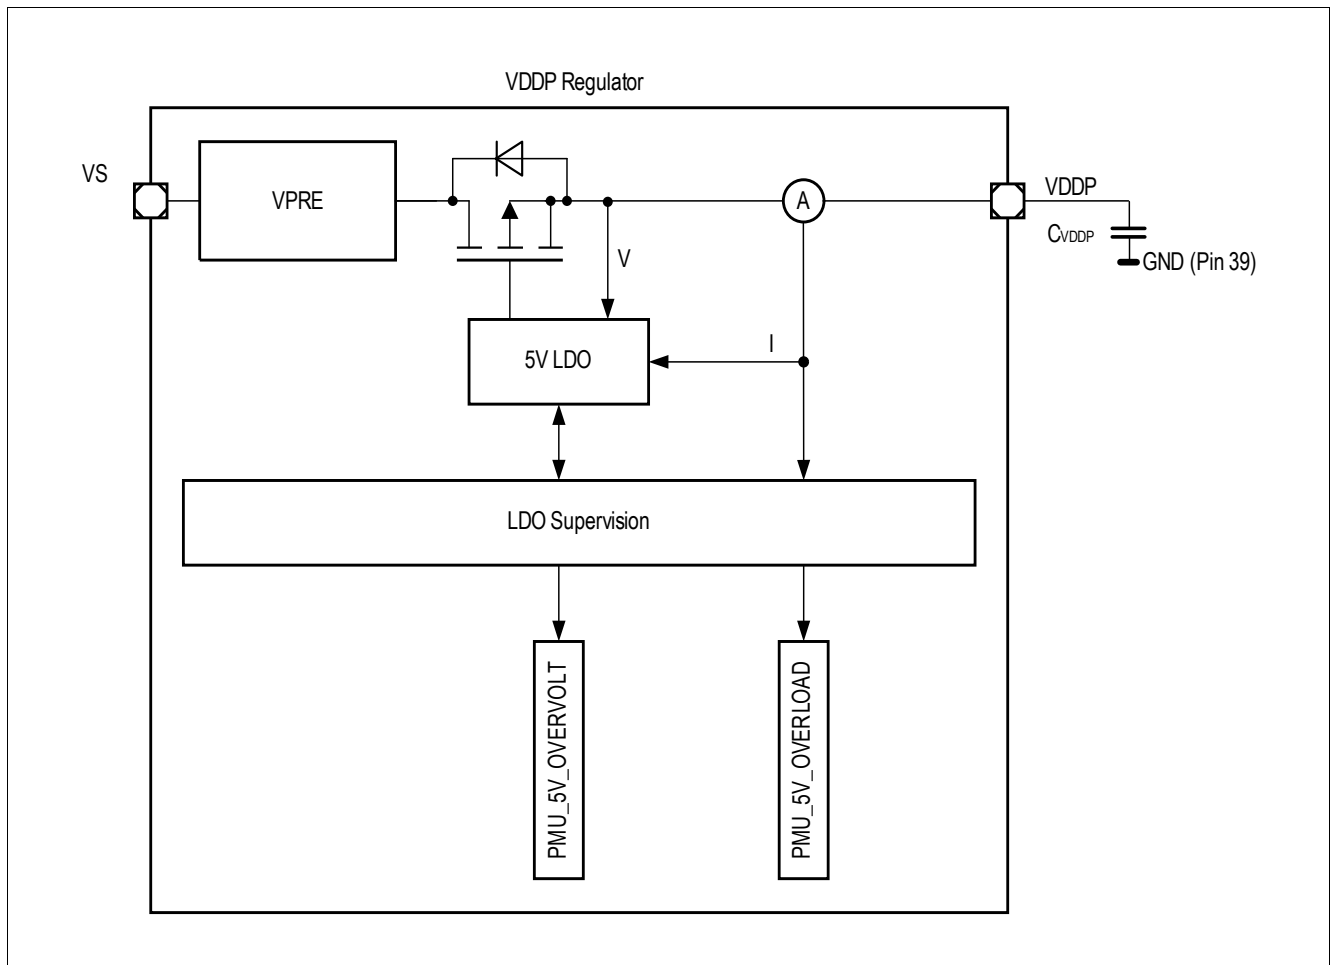 VDDP Regulator
VS
VPRE
VDDP
A
CVDDP
V
GND (Pin 39)
I
5V LDO
LDO Supervision
PMU_5V_OVERVOLT
PMU_5V_OVERLOAD